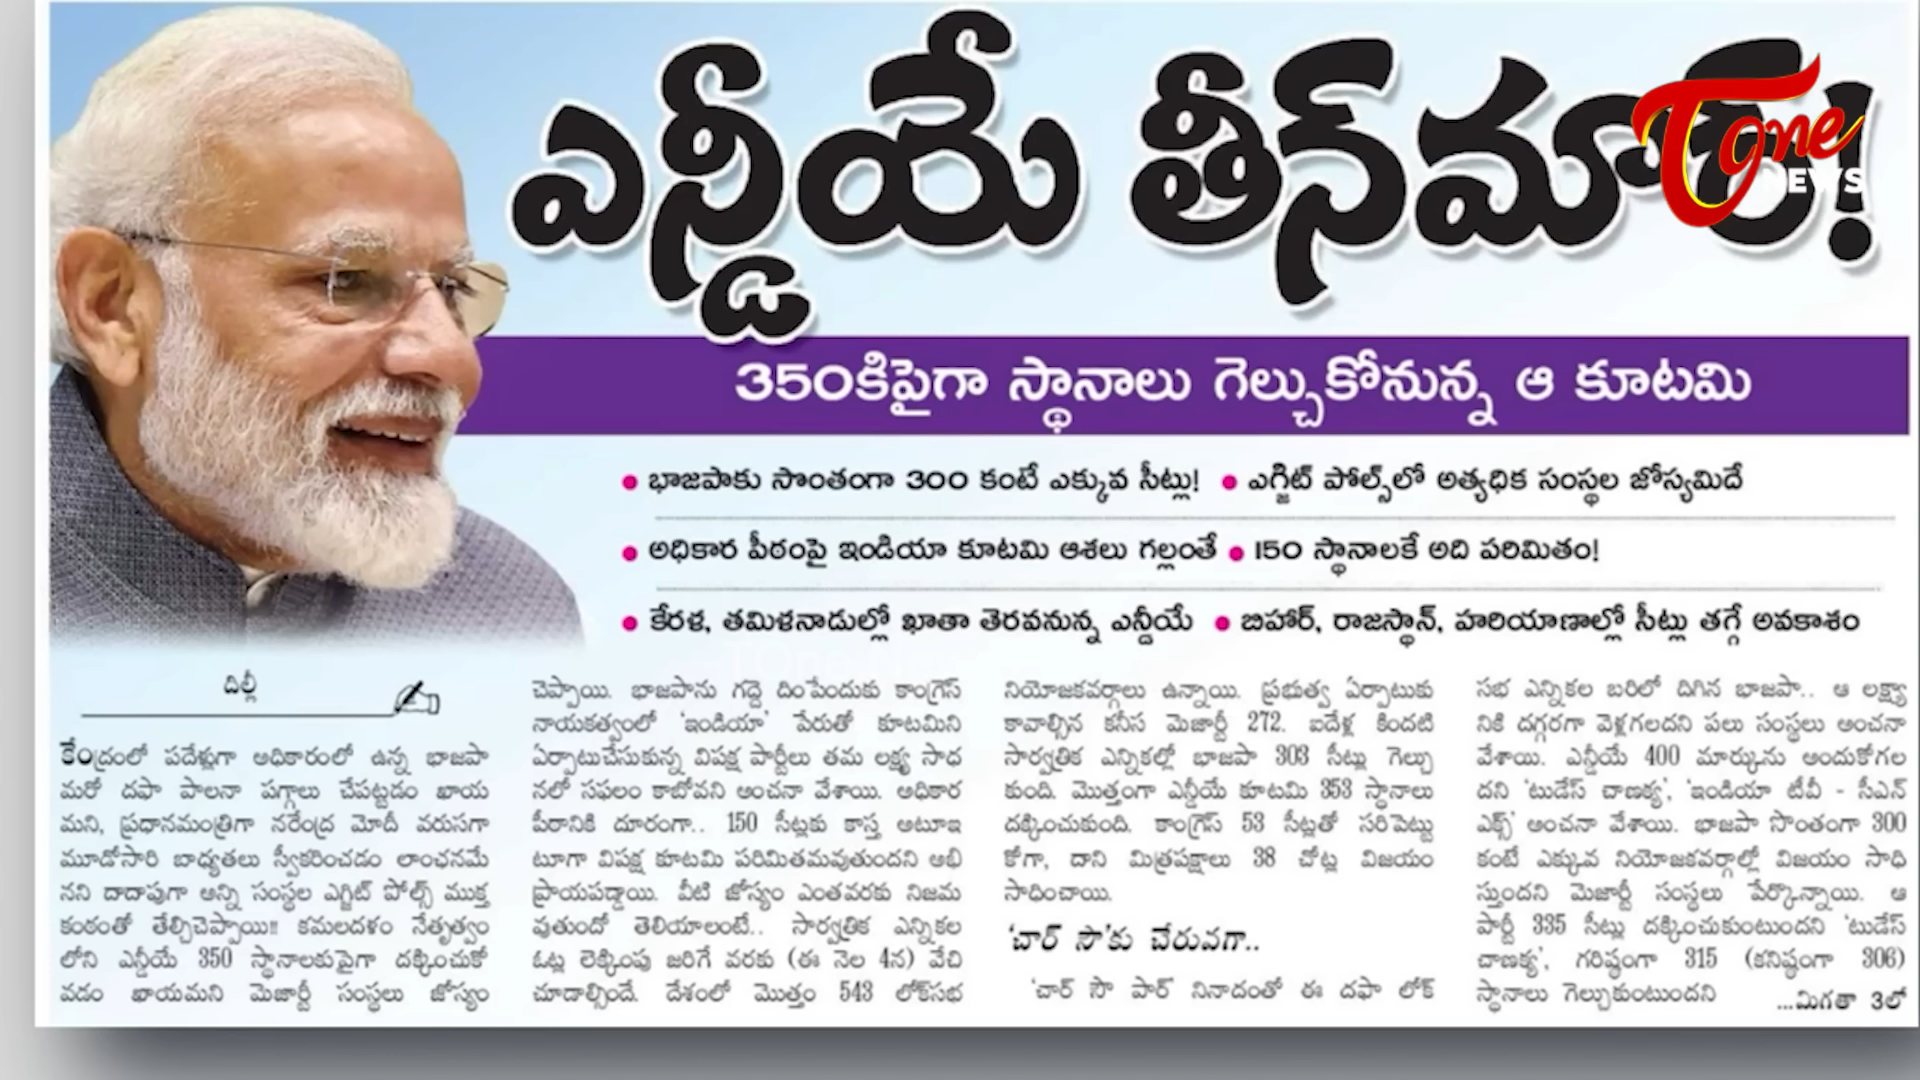 ఎన్డీయే తీన్‌మార్!
Tone
NEWS
350కిపైగా స్థానాలు గెల్చుకోనున్న ఆ కూటమి
• భాజపాకు సొంతంగా 300 కంటే ఎక్కువ సీట్లు! • ఎగ్జిట్ పోల్స్‌లో అత్యధిక సంస్థల జోస్యమిదే
• అధికార పీఠంపై ఇండియా కూటమి ఆశలు గల్లంతే • 150 స్థానాలకే అది పరిమితం!
• కేరళ, తమిళనాడుల్లో ఖాతా తెరవనున్న ఎన్డీయే • బిహార్, రాజస్థాన్, హరియాణాల్లో సీట్లు తగ్గే అవకాశం
దిల్లీ
కేంద్రంలో పదేళ్లుగా అధికారంలో ఉన్న భాజపా
మరో దఫా పాలనా పగ్గాలు చేపట్టడం ఖాయ
మని, ప్రధానమంత్రిగా నరేంద్ర మోదీ వరుసగా
మూడోసారి బాధ్యతలు స్వీకరించడం లాంఛనమే
నని దాదాపుగా అన్ని సంస్థల ఎగ్జిట్ పోల్స్ ముక్త
కంఠంతో తేల్చిచెప్పాయి!! కమలదళం నేతృత్వం
లోని ఎన్డీయే 350 స్థానాలకుపైగా దక్కించుకో
వడం ఖాయమని మెజార్టీ సంస్థలు జోస్యం
చెప్పాయి. భాజపాను గద్దె దింపేందుకు కాంగ్రెస్
నాయకత్వంలో 'ఇండియా' పేరుతో కూటమిని
ఏర్పాటుచేసుకున్న విపక్ష పార్టీలు తమ లక్ష్య సాధ
నలో సఫలం కాబోవని అంచనా వేశాయి. అధికార
పీఠానికి దూరంగా.. 150 సీట్లకు కాస్త అటూఇ
టూగా విపక్ష కూటమి పరిమితమవుతుందని అభి
ప్రాయపడ్డాయి. వీటి జోస్యం ఎంతవరకు నిజమ
వుతుందో తెలియాలంటే.. సార్వత్రిక ఎన్నికల
ఓట్ల లెక్కింపు జరిగే వరకు (ఈ నెల 4న) వేచి
చూడాల్సిందే. దేశంలో మొత్తం 543 లోక్‌సభ
నియోజకవర్గాలు ఉన్నాయి. ప్రభుత్వ ఏర్పాటుకు
కావాల్సిన కనీస మెజార్టీ 272. ఐదేళ్ల కిందటి
సార్వత్రిక ఎన్నికల్లో భాజపా 303 సీట్లు గెల్చు
కుంది. మొత్తంగా ఎన్డీయే కూటమి 353 స్థానాలు
దక్కించుకుంది. కాంగ్రెస్ 53 సీట్లతో సరిపెట్టు
కోగా, దాని మిత్రపక్షాలు 38 చోట్ల విజయం
సాధించాయి.
'చార్ సౌ'కు చేరువగా..
'చార్ సౌ పార్' నినాదంతో ఈ దఫా లోక్
సభ ఎన్నికల బరిలో దిగిన భాజపా.. ఆ లక్ష్యా
నికి దగ్గరగా వెళ్లగలదని పలు సంస్థలు అంచనా
వేశాయి. ఎన్డీయే 400 మార్కును అందుకోగల
దని 'టుడేస్ చాణక్య', 'ఇండియా టీవీ - సీఎన్
ఎక్స్' అంచనా వేశాయి. భాజపా సొంతంగా 300
కంటే ఎక్కువ నియోజకవర్గాల్లో విజయం సాధి
స్తుందని మెజార్టీ సంస్థలు పేర్కొన్నాయి. ఆ
పార్టీ 335 సీట్లు దక్కించుకుంటుందని 'టుడేస్
చాణక్య', గరిష్ఠంగా 315 (కనిష్ఠంగా 306)
స్థానాలు గెల్చుకుంటుందని ...మిగతా 3లో